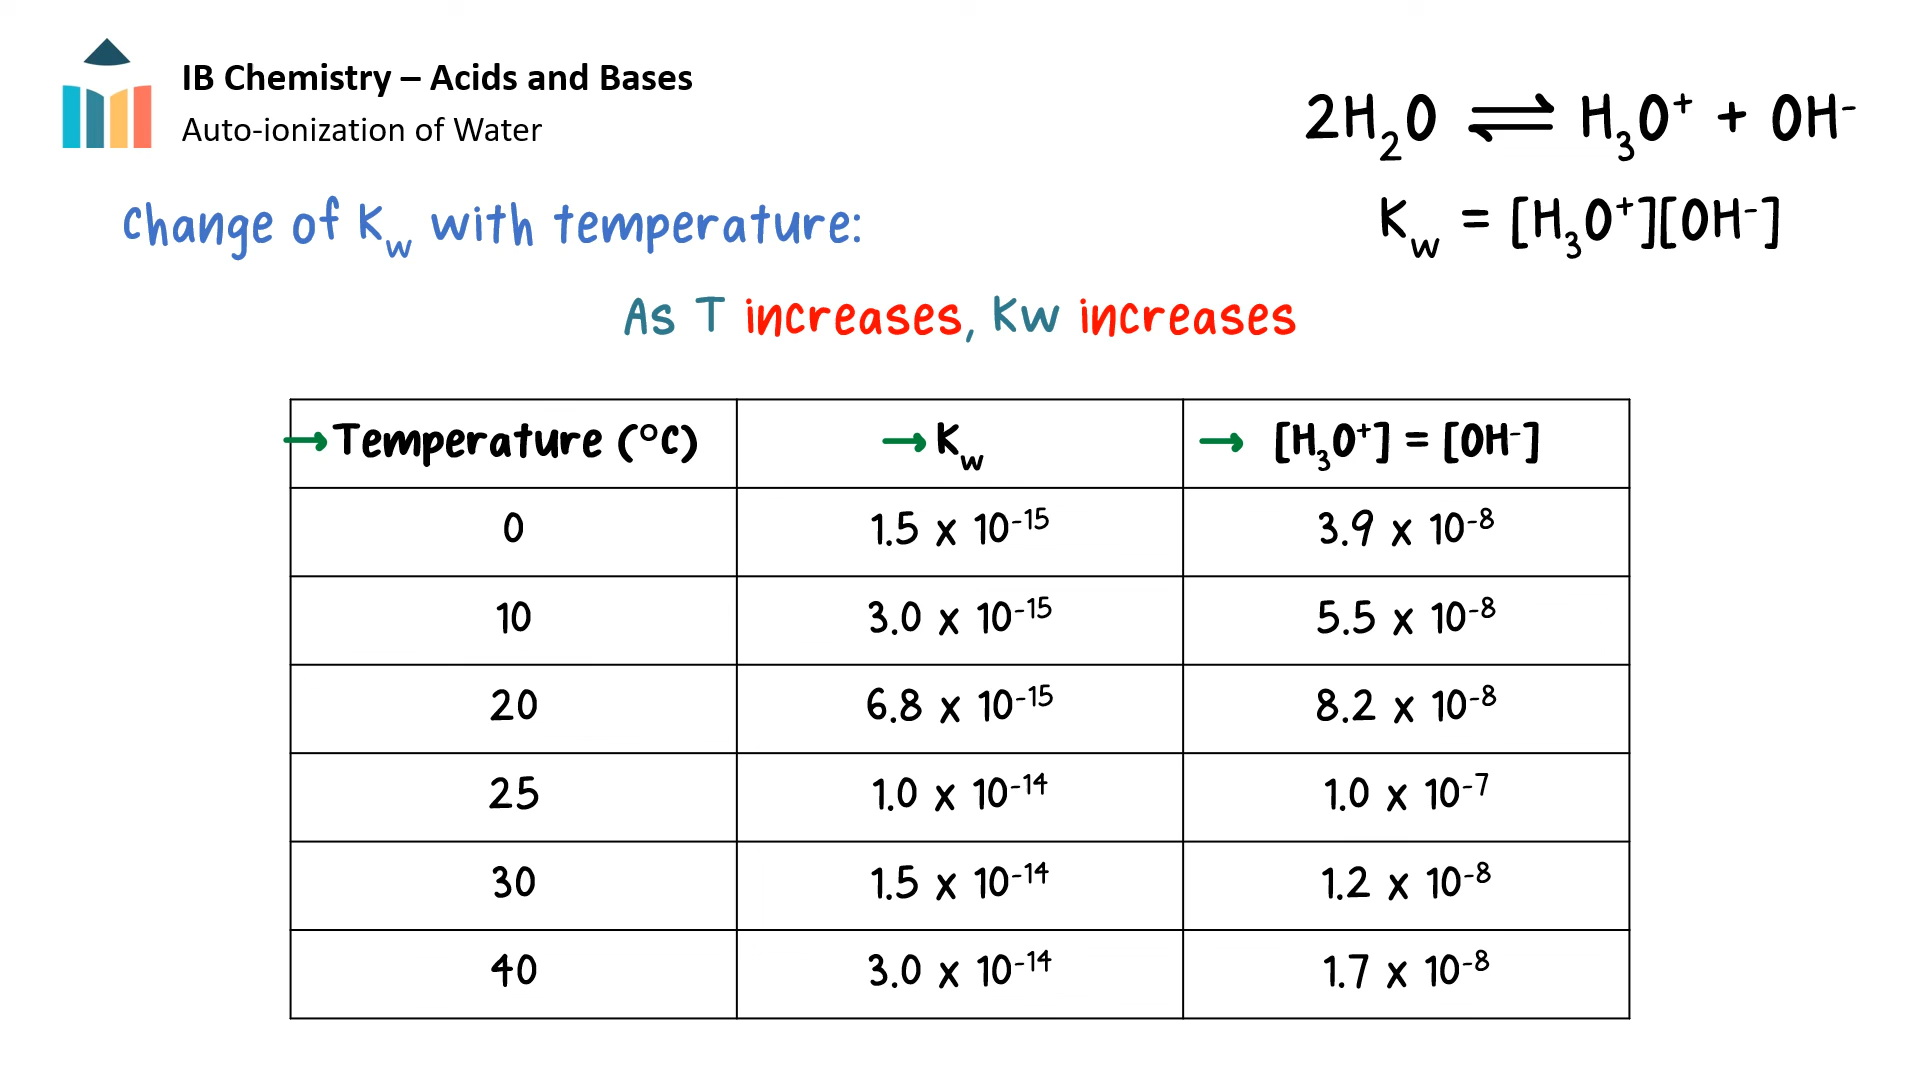 IB Chemistry – Acids and Bases
Auto-ionization of Water
2H₂O ⇌ H₃O⁺ + OH⁻
Change of K_w with temperature:
K_w = [H₃O⁺][OH⁻]
As T increases, Kw increases
→Temperature (°C) →K_w → [H₃O⁺] = [OH⁻]
0 1.5 x 10⁻¹⁵ 3.9 x 10⁻⁸
10 3.0 x 10⁻¹⁵ 5.5 x 10⁻⁸
20 6.8 x 10⁻¹⁵ 8.2 x 10⁻⁸
25 1.0 x 10⁻¹⁴ 1.0 x 10⁻⁷
30 1.5 x 10⁻¹⁴ 1.2 x 10⁻⁸
40 3.0 x 10⁻¹⁴ 1.7 x 10⁻⁸